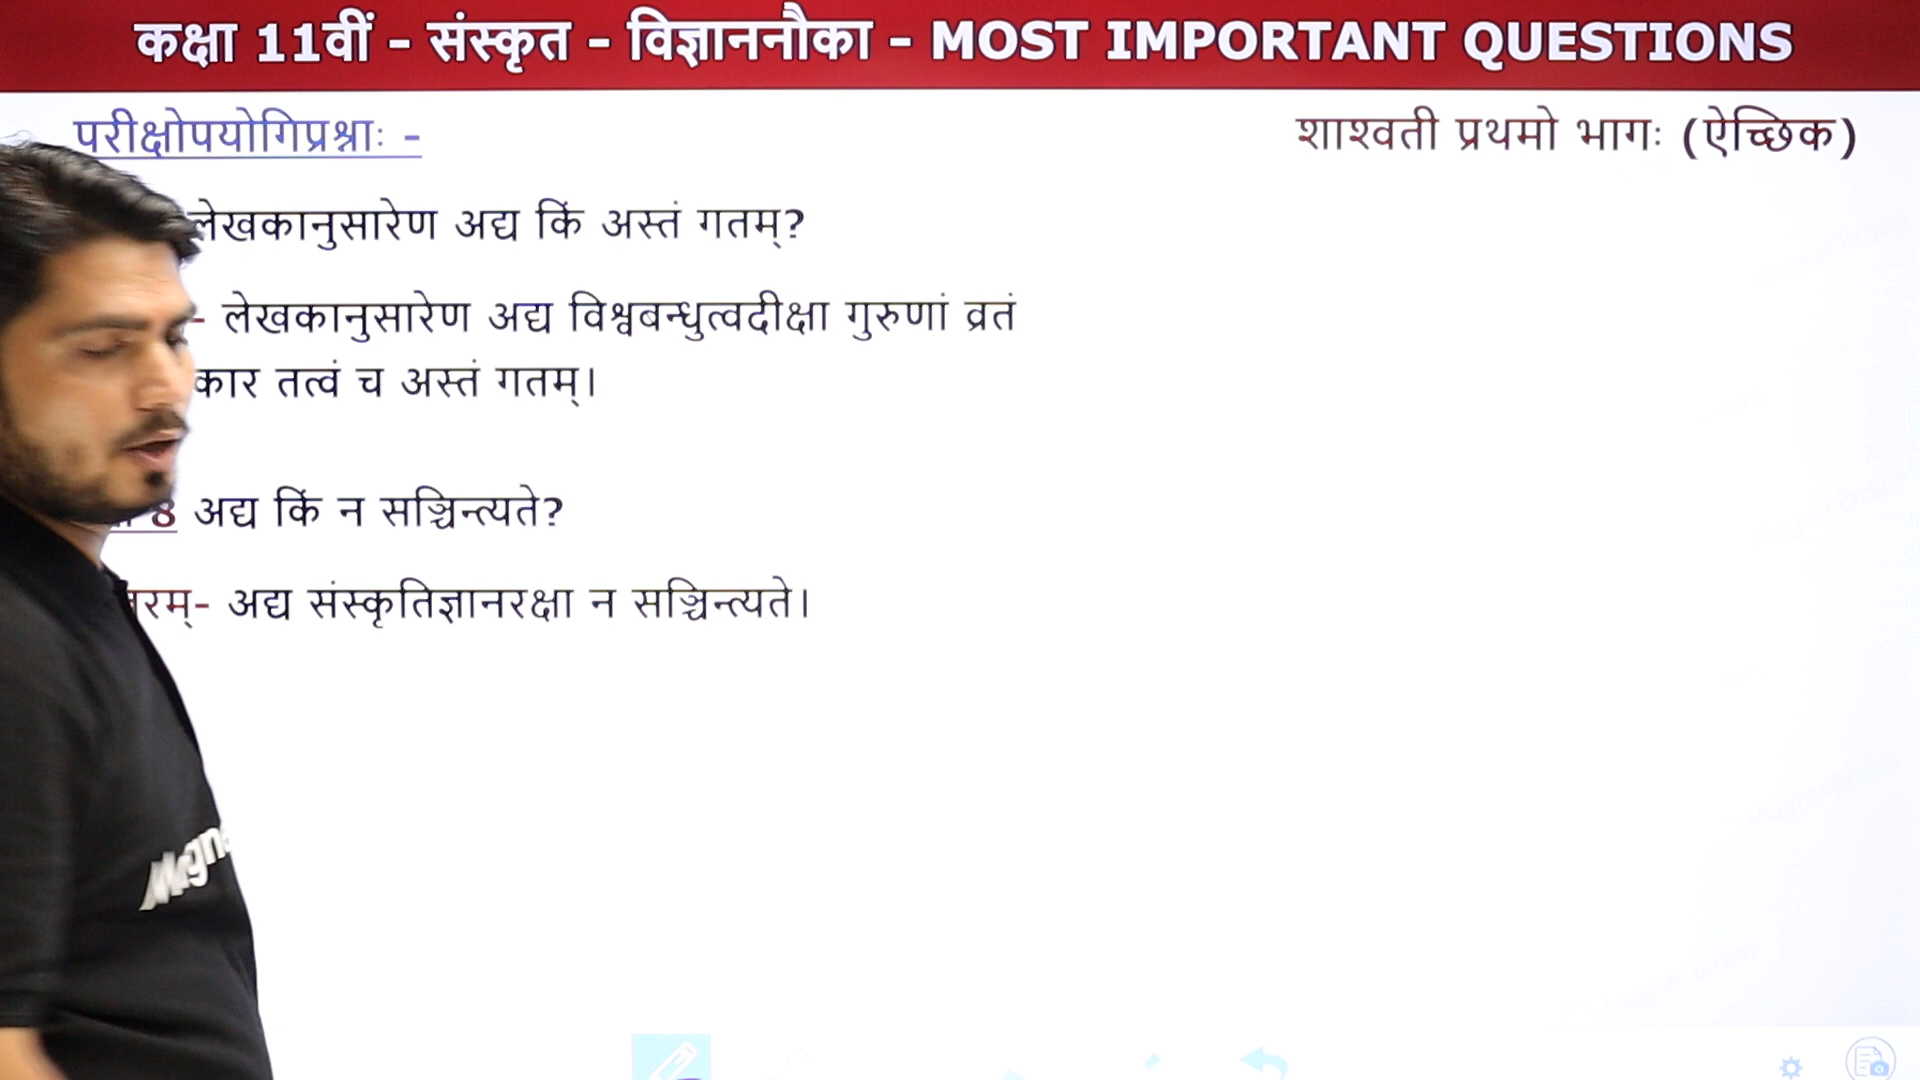 कक्षा 11वीं - संस्कृत - विज्ञाननौका - MOST IMPORTANT QUESTIONS
परीक्षोपयोगिप्रश्नाः -
शाश्वती प्रथमो भागः (ऐच्छिक)
लेखकानुसारेण अद्य किं अस्तं गतम्?
- लेखकानुसारेण अद्य विश्वबन्धुत्वदीक्षा गुरुणां व्रतं
कार तत्वं च अस्तं गतम्।
8 अद्य किं न सञ्चिन्त्यते?
रम्- अद्य संस्कृतिज्ञानरक्षा न सञ्चिन्त्यते।
Magn